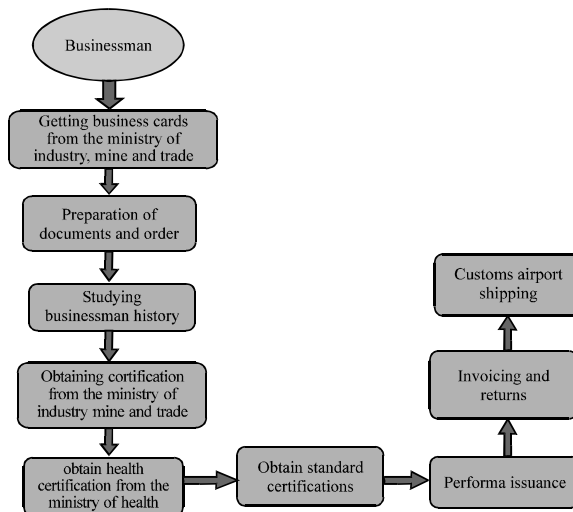 Businessman
Getting business cards
from the ministry of
industry, mine and trade
Preparation of
documents and order
Studying
businessman history
Obtaining cortification
from the ministry of
industry mine and trade
obtain health
certification from the
ministry of health
Obtain standard
certifications
Performa issuance
Invoicing and
returns
Customs airport
shipping